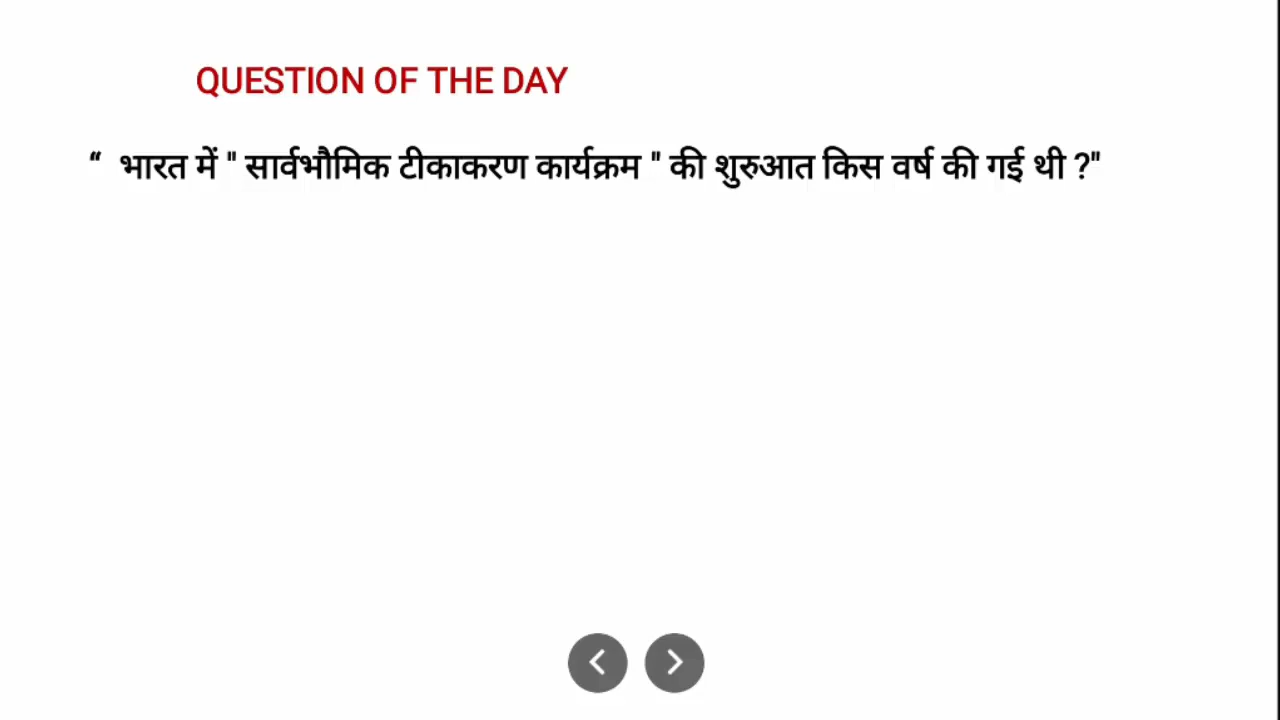 QUESTION OF THE DAY
“ भारत में " सार्वभौमिक टीकाकरण कार्यक्रम " की शुरुआत किस वर्ष की गई थी ?"